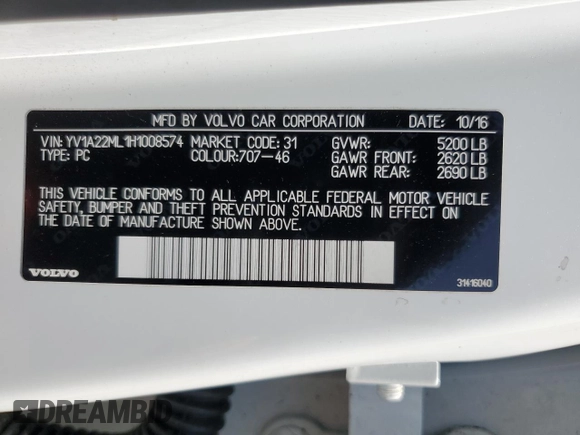 MFD BY VOLVO CAR CORPORATION DATE: 10/16
VIN: YV1A22ML1H1008574 MARKET CODE: 31 GVWR: 5200 LB
TYPE: PC COLOUR:707-46 GAWR FRONT: 2620 LB
GAWR REAR: 2690 LB
THIS VEHICLE CONFORMS TO ALL APPLICABLE FEDERAL MOTOR VEHICLE
SAFETY, BUMPER AND THEFT PREVENTION STANDARDS IN EFFECT ON
THE DATE OF MANUFACTURE SHOWN ABOVE.
VOLVO 31416040
DREAMBID